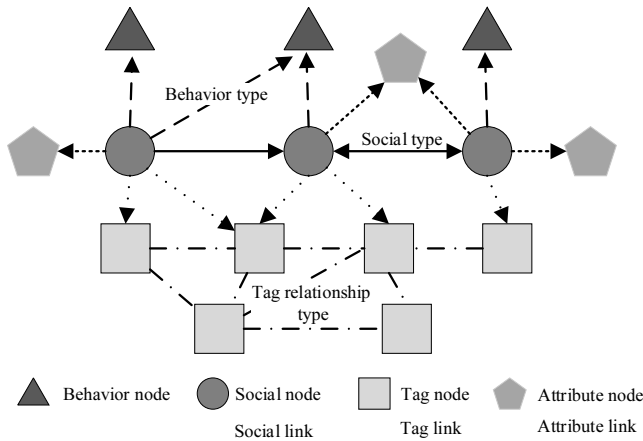 Behavior type
Social type
Tag relationship
type
Behavior node
Social node
Tag node
Attribute node
Social link
Tag link
Attribute link